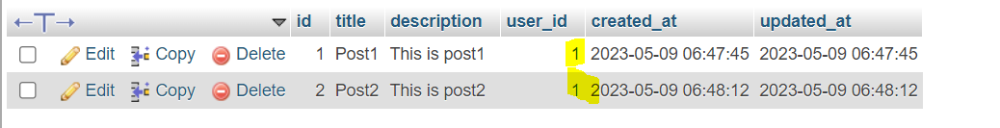 ←T→ id title description user_id created_at updated_at
Edit Copy Delete 1 Post1 This is post1 1 2023-05-09 06:47:45 2023-05-09 06:47:45
Edit Copy Delete 2 Post2 This is post2 1 2023-05-09 06:48:12 2023-05-09 06:48:12